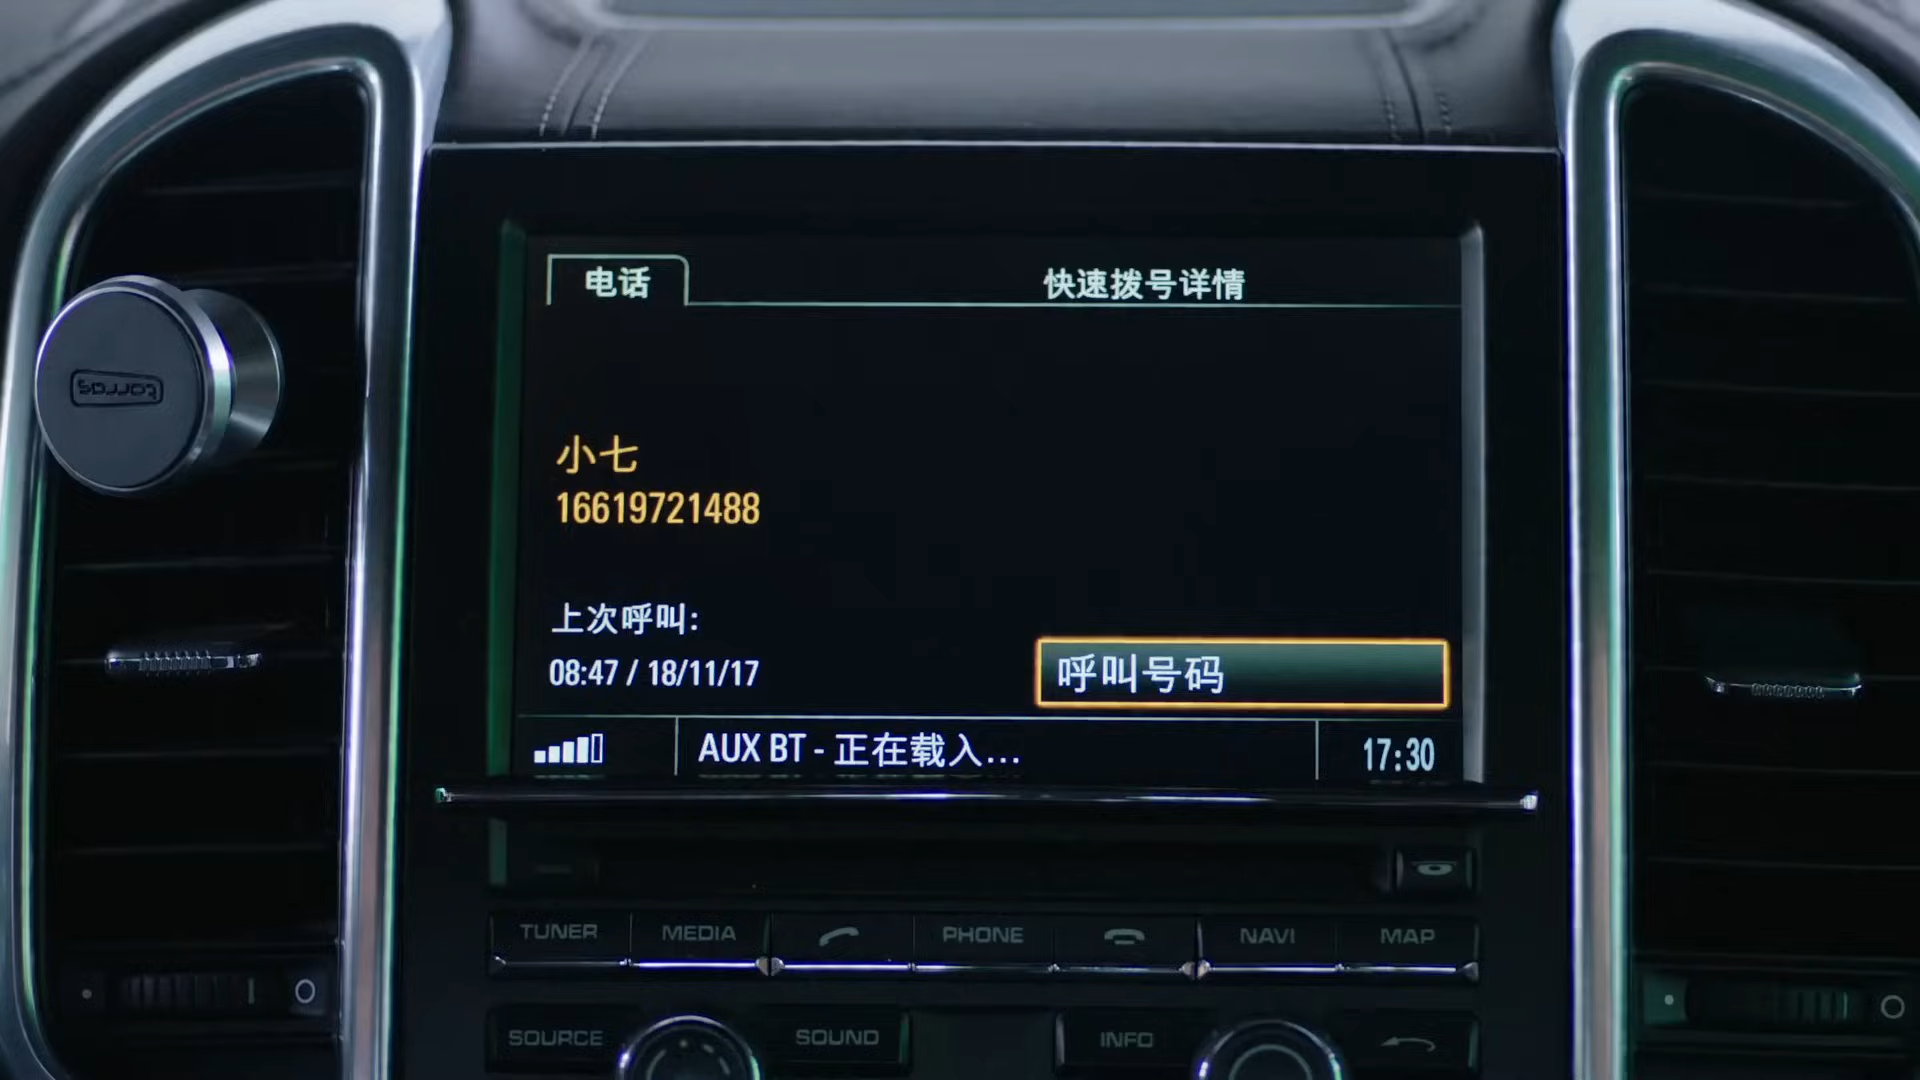 电话
快速拨号详情
torras
小七
16619721488
上次呼叫:
08:47 / 18/11/17
呼叫号码
AUX BT - 正在载入...
17:30
TUNER
MEDIA
PHONE
NAVI
MAP
SOURCE
SOUND
INFO